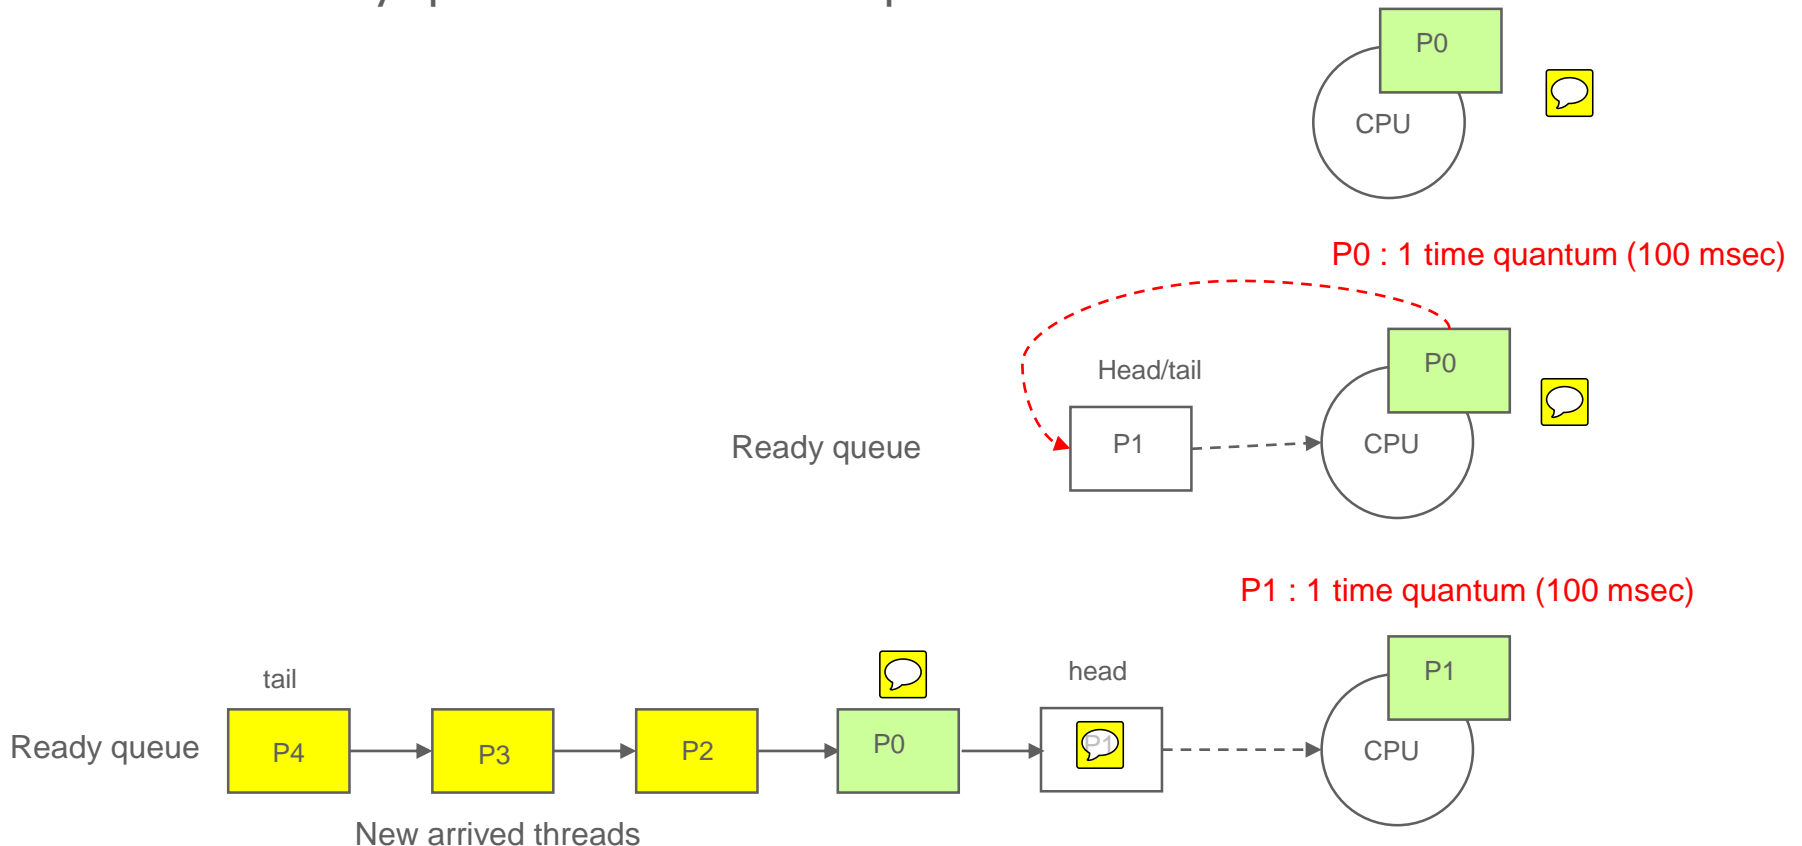 P0
CPU
P0 : 1 time quantum (100 msec)
Head/tail
P0
Ready queue
P1
CPU
P1 : 1 time quantum (100 msec)
tail
head
P1
Ready queue
P4
P3
P2
P0
P1
CPU
New arrived threads